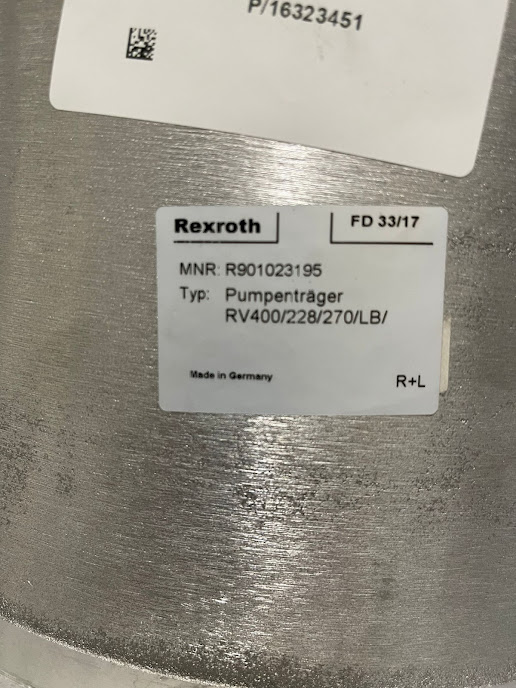 P/16323451
Rexroth
FD 33/17
MNR: R901023195
Typ: Pumpenträger
RV400/228/270/LB/
Made in Germany
R+L